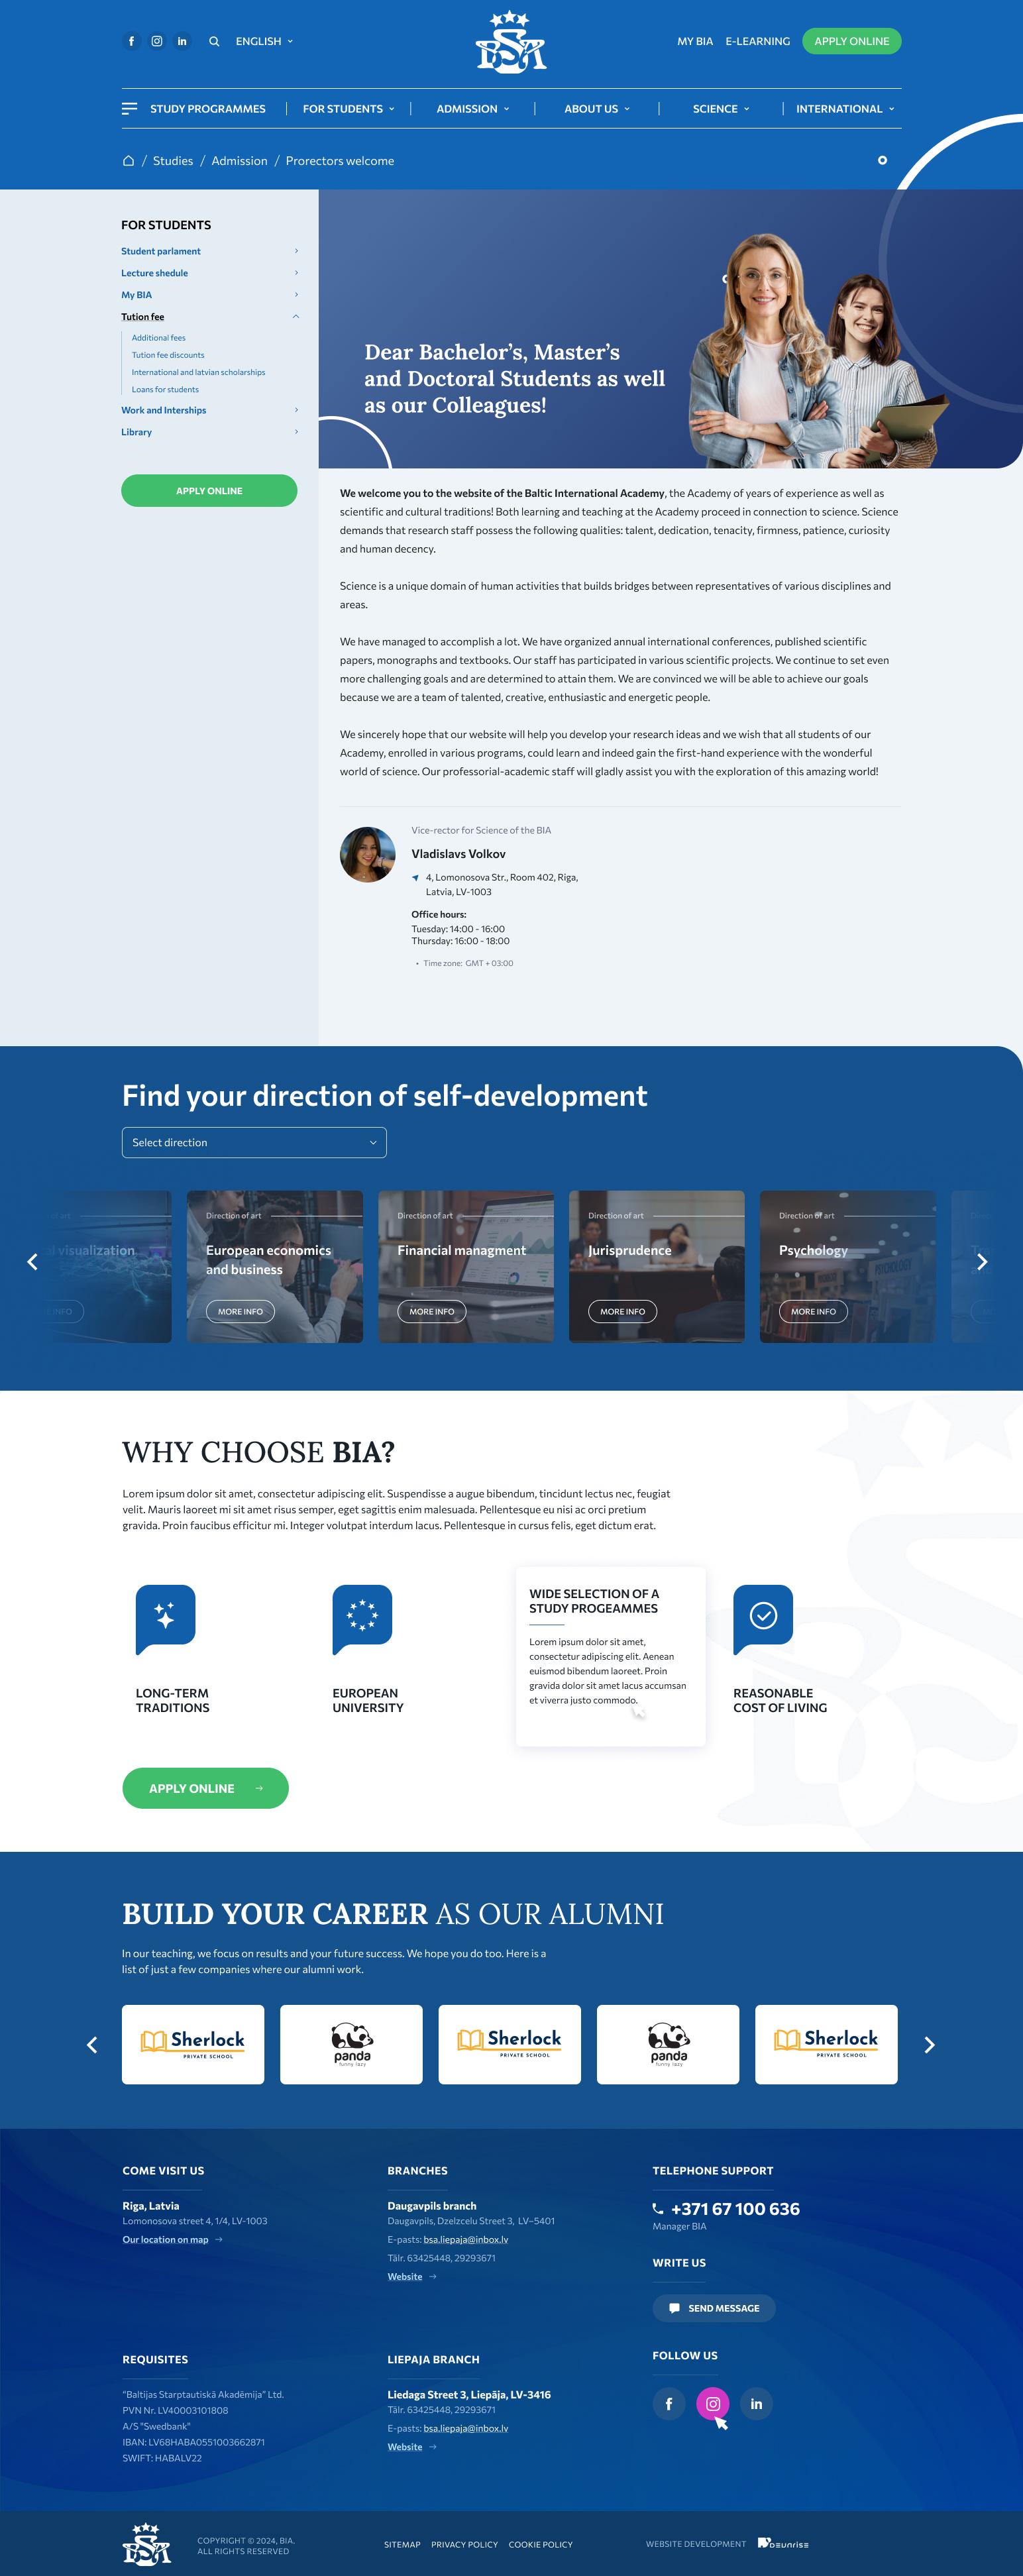 ENGLISH
BSA
MY BIA
E-LEARNING
APPLY ONLINE
STUDY PROGRAMMES
FOR STUDENTS
ADMISSION
ABOUT US
SCIENCE
INTERNATIONAL
/ Studies / Admission / Prorectors welcome
FOR STUDENTS
Student parlament
Lecture shedule
My BIA
Tution fee
Additional fees
Tution fee discounts
International and latvian scholarships
Loans for students
Work and Interships
Library
APPLY ONLINE
Dear Bachelor's, Master's
and Doctoral Students as well
as our Colleagues!
We welcome you to the website of the Baltic International Academy, the Academy of years of experience as well as
scientific and cultural traditions! Both learning and teaching at the Academy proceed in connection to science. Science
demands that research staff possess the following qualities: talent, dedication, tenacity, firmness, patience, curiosity
and human decency.
Science is a unique domain of human activities that builds bridges between representatives of various disciplines and
areas.
We have managed to accomplish a lot. We have organized annual international conferences, published scientific
papers, monographs and textbooks. Our staff has participated in various scientific projects. We continue to set even
more challenging goals and are determined to attain them. We are convinced we will be able to achieve our goals
because we are a team of talented, creative, enthusiastic and energetic people.
We sincerely hope that our website will help you develop your research ideas and we wish that all students of our
Academy, enrolled in various programs, could learn and indeed gain the first-hand experience with the wonderful
world of science. Our professorial-academic staff will gladly assist you with the exploration of this amazing world!
Vice-rector for Science of the BIA
Vladislavs Volkov
4, Lomonosova Str., Room 402, Riga,
Latvia, LV-1003
Office hours:
Tuesday: 14:00 - 16:00
Thursday: 16:00 - 18:00
• Time zone: GMT + 03:00
Find your direction of self-development
Select direction
visualization
Direction of art
European economics
and business
MORE INFO
Direction of art
Financial managment
MORE INFO
Direction of art
Jurisprudence
MORE INFO
Direction of art
Psychology
MORE INFO
WHY CHOOSE BIA?
Lorem ipsum dolor sit amet, consectetur adipiscing elit. Suspendisse a augue bibendum, tincidunt lectus nec, feugiat
velit. Mauris laoreet mi sit amet risus semper, eget sagittis enim malesuada. Pellentesque eu nisi ac orci pretium
gravida. Proin faucibus efficitur mi. Integer volutpat interdum lacus. Pellentesque in cursus felis, eget dictum erat.
LONG-TERM
TRADITIONS
EUROPEAN
UNIVERSITY
WIDE SELECTION OF A
STUDY PROGEAMMES
Lorem ipsum dolor sit amet,
consectetur adipiscing elit. Aenean
euismod bibendum laoreet. Proin
gravida dolor sit amet lacus accumsan
et viverra justo commodo.
REASONABLE
COST OF LIVING
APPLY ONLINE
BUILD YOUR CAREER AS OUR ALUMNI
In our teaching, we focus on results and your future success. We hope you do too. Here is a
list of just a few companies where our alumni work.
Sherlock
PRIVATE SCHOOL
panda
funny lazy
Sherlock
PRIVATE SCHOOL
panda
funny lazy
Sherlock
PRIVATE SCHOOL
COME VISIT US
Riga, Latvia
Lomonosova street 4, 1/4, LV-1003
Our location on map
BRANCHES
Daugavpils branch
Daugavpils, Dzelzcelu Street 3, LV–5401
E-pasts: bsa.liepaja@inbox.lv
Tālr. 63425448, 29293671
Website
TELEPHONE SUPPORT
+371 67 100 636
Manager BIA
WRITE US
SEND MESSAGE
REQUISITES
"Baltijas Starptautiskā Akadēmija" Ltd.
PVN Nr. LV40003101808
A/S "Swedbank"
IBAN: LV68HABA0551003662871
SWIFT: HABALV22
LIEPAJA BRANCH
Liedaga Street 3, Liepāja, LV-3416
Tālr. 63425448, 29293671
E-pasts: bsa.liepaja@inbox.lv
Website
FOLLOW US
BSA
COPYRIGHT © 2024, BIA.
ALL RIGHTS RESERVED
SITEMAP
PRIVACY POLICY
COOKIE POLICY
WEBSITE DEVELOPMENT